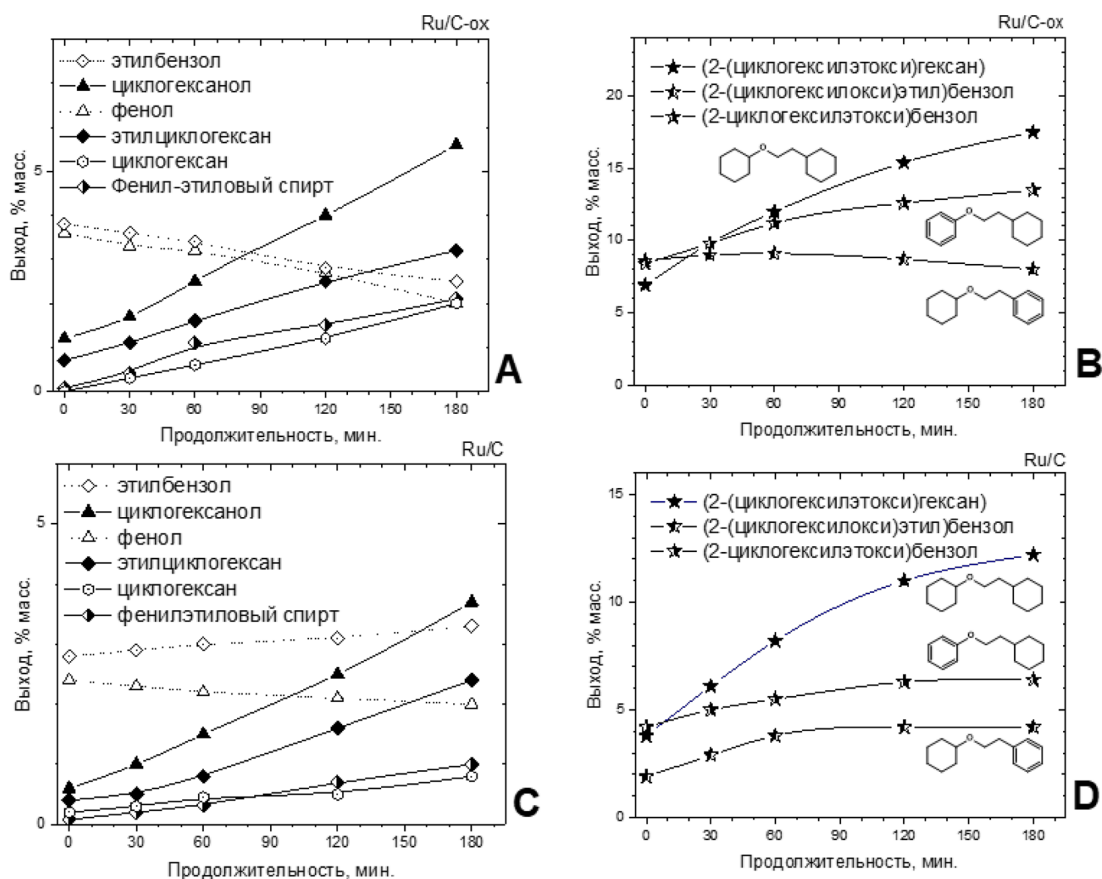 Ru/C-ox
этилбензол
циклогексанол
фенол
этилциклогексан
циклогексан
Фенил-этиловый спирт
Выход, % масс.
5
0
0 30 60 90 120 150 180
Продолжительность, мин.
A
Ru/C-ox
(2-(циклогексилэтокси)гексан)
(2-(циклогексилокси)этил)бензол
(2-циклогексилэтокси)бензол
Выход, % масс.
20
15
10
5
0
0 30 60 90 120 150 180
Продолжительность, мин.
O
O
O
B
Ru/C
этилбензол
циклогексанол
фенол
этилциклогексан
циклогексан
фенилэтиловый спирт
Выход, % масс.
5
0
0 30 60 90 120 150 180
Продолжительность, мин.
C
Ru/C
(2-(циклогексилэтокси)гексан)
(2-(циклогексилокси)этил)бензол
(2-циклогексилэтокси)бензол
Выход, % масс.
15
10
5
0
0 30 60 90 120 150 180
Продолжительность, мин.
O
O
O
D